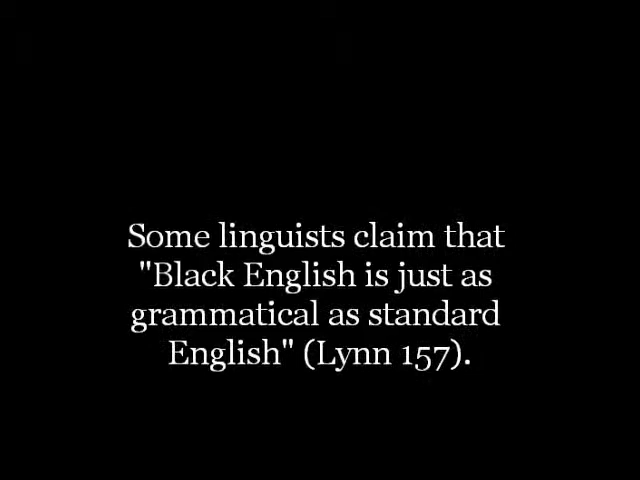 Some linguists claim that
"Black English is just as
grammatical as standard
English" (Lynn 157).